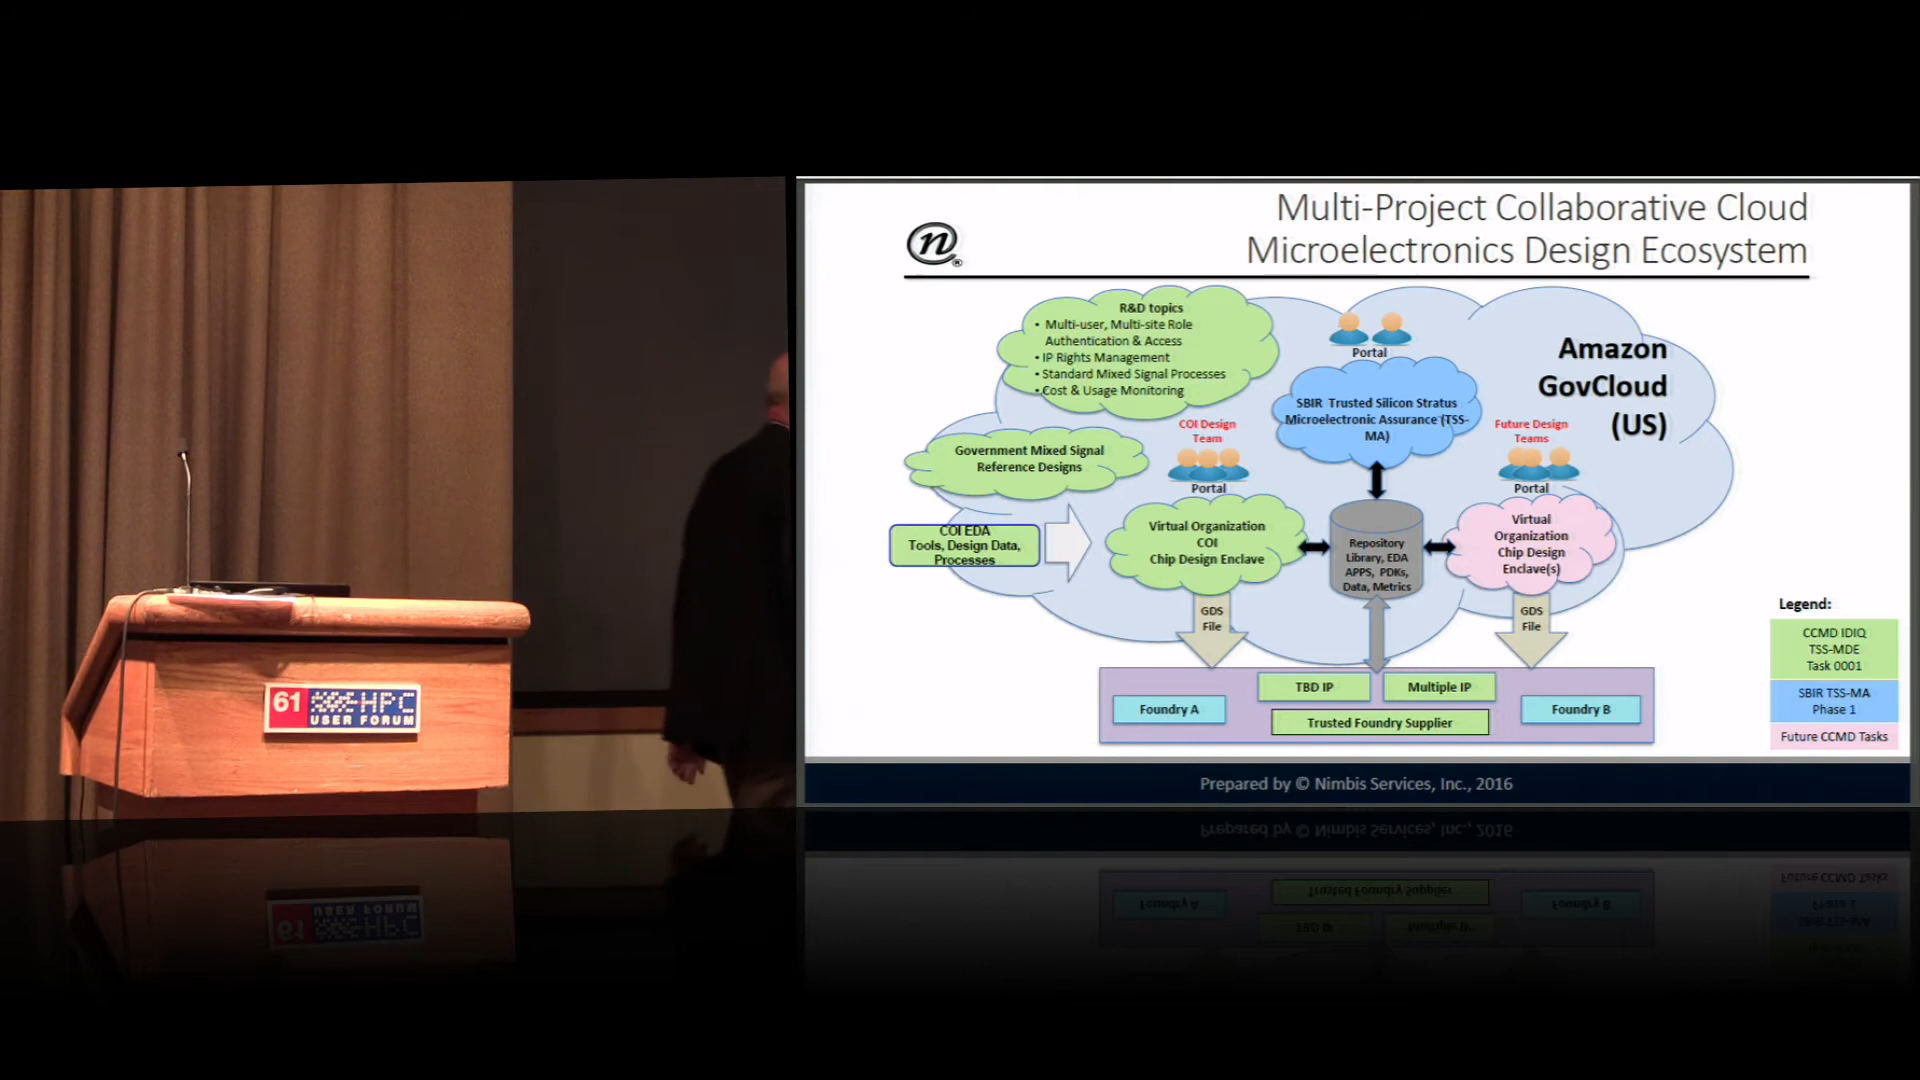 61 HPC
USER FORUM
Multi-Project Collaborative Cloud
Microelectronics Design Ecosystem
n
®
R&D topics
• Multi-user, Multi-site Role
Authentication & Access
• IP Rights Management
• Standard Mixed Signal Processes
• Cost & Usage Monitoring
Portal
Amazon
GovCloud
(US)
SBIR Trusted Silicon Stratus
Microelectronic Assurance (TSS-
MA)
COI Design
Team
Portal
Future Design
Teams
Portal
Government Mixed Signal
Reference Designs
COI EDA
Tools, Design Data,
Processes
Virtual Organization
COI
Chip Design Enclave
Repository
Library, EDA
APPS, PDKs,
Data, Metrics
Virtual
Organization
Chip Design
Enclave(s)
GDS
File
GDS
File
Legend:
CCMD IDIQ
TSS-MDE
Task 0001
SBIR TSS-MA
Phase 1
Future CCMD Tasks
TBD IP
Multiple IP
Foundry A
Trusted Foundry Supplier
Foundry B
Prepared by © Nimbis Services, Inc., 2016